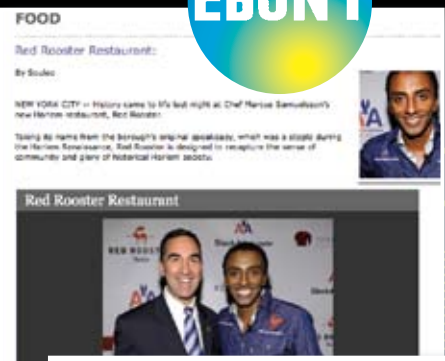 EBONY
FOOD
Red Rooster Restaurant:
By Souleo
NEW YORK CITY — History came to life last night at Chef Marcus Samuelsson's
new Harlem restaurant, Red Rooster.
Taking its name from the borough's original speakeasy, which was a staple during
the Harlem Renaissance, Red Rooster is designed to recapture the sense of
community and glory of historical Harlem society.
AA
Red Rooster Restaurant
RED ROOSTER
AA